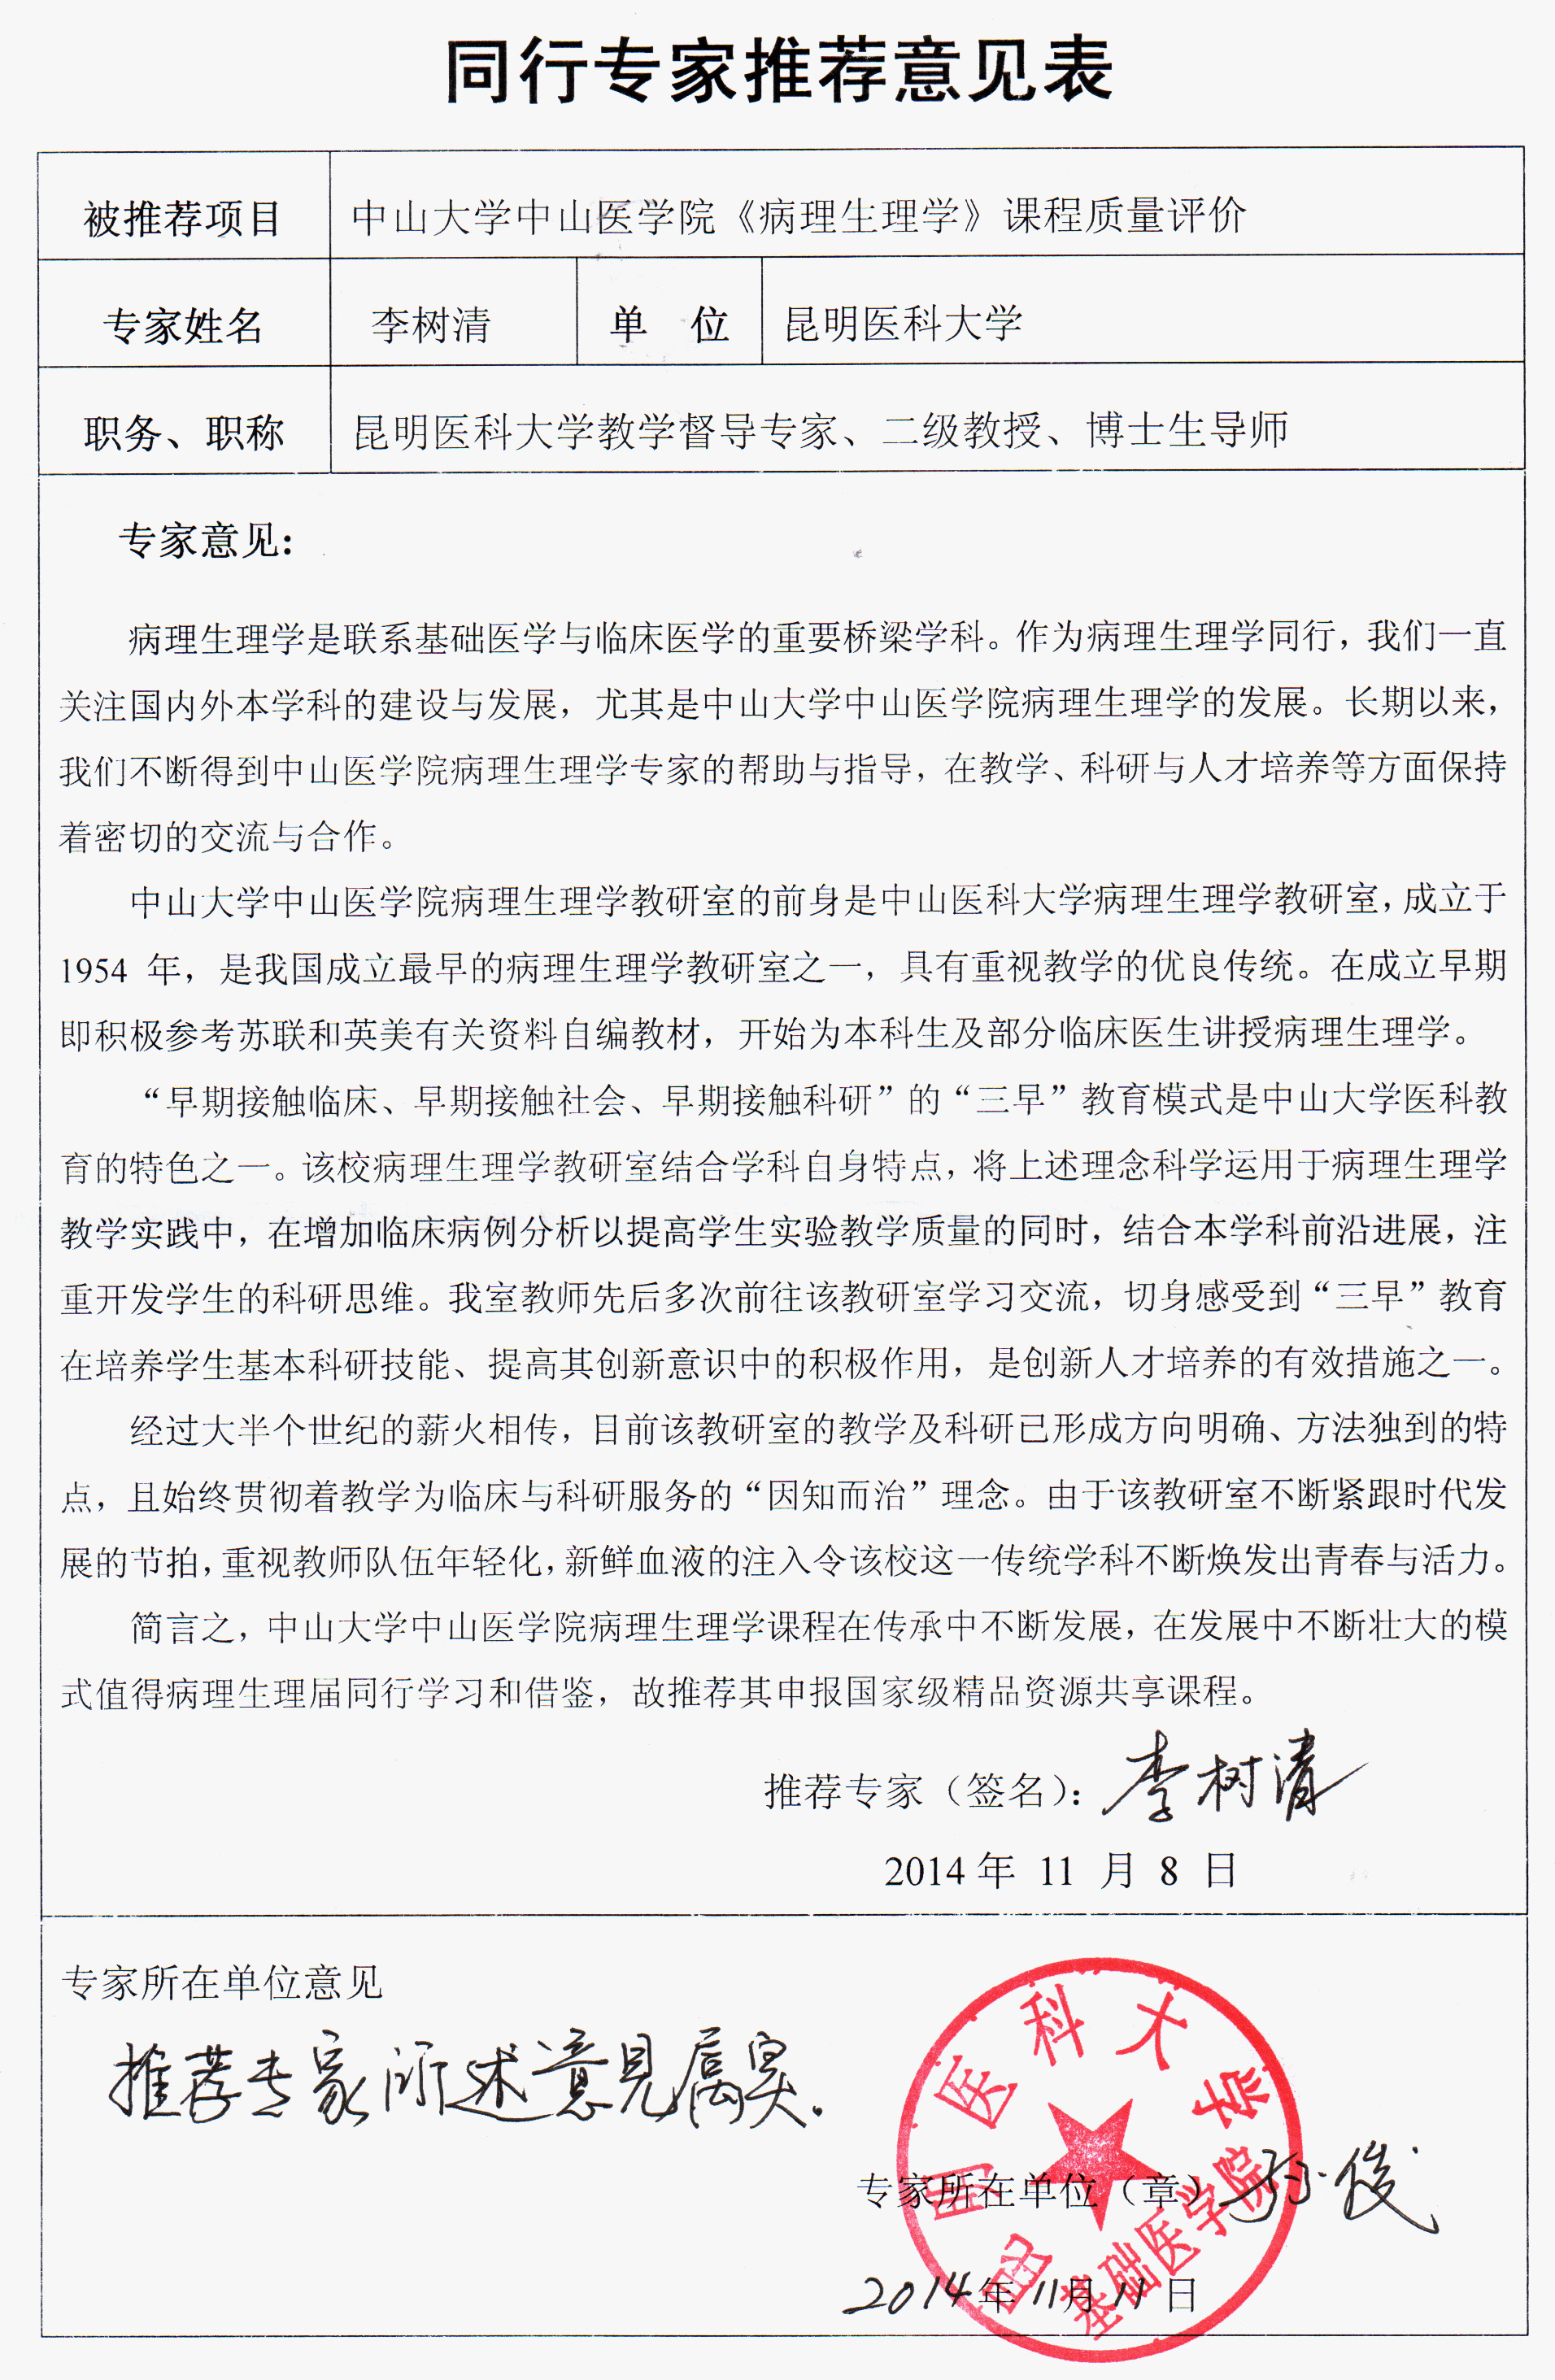 同行专家推荐意见表
被推荐项目 中山大学中山医学院《病理生理学》课程质量评价
专家姓名 李树清 单 位 昆明医科大学
职务、职称 昆明医科大学教学督导专家、二级教授、博士生导师
专家意见:
病理生理学是联系基础医学与临床医学的重要桥梁学科。作为病理生理学同行，我们一直
关注国内外本学科的建设与发展，尤其是中山大学中山医学院病理生理学的发展。长期以来，
我们不断得到中山医学院病理生理学专家的帮助与指导，在教学、科研与人才培养等方面保持
着密切的交流与合作。
中山大学中山医学院病理生理学教研室的前身是中山医科大学病理生理学教研室，成立于
1954 年，是我国成立最早的病理生理学教研室之一，具有重视教学的优良传统。在成立早期
即积极参考苏联和英美有关资料自编教材，开始为本科生及部分临床医生讲授病理生理学。
“早期接触临床、早期接触社会、早期接触科研”的“三早”教育模式是中山大学医科教
育的特色之一。该校病理生理学教研室结合学科自身特点，将上述理念科学运用于病理生理学
教学实践中，在增加临床病例分析以提高学生实验教学质量的同时，结合本学科前沿进展，注
重开发学生的科研思维。我室教师先后多次前往该教研室学习交流，切身感受到“三早”教育
在培养学生基本科研技能、提高其创新意识中的积极作用，是创新人才培养的有效措施之一。
经过大半个世纪的薪火相传，目前该教研室的教学及科研已形成方向明确、方法独到的特
点，且始终贯彻着教学为临床与科研服务的“因知而治”理念。由于该教研室不断紧跟时代发
展的节拍，重视教师队伍年轻化，新鲜血液的注入令该校这一传统学科不断焕发出青春与活力。
简言之，中山大学中山医学院病理生理学课程在传承中不断发展，在发展中不断壮大的模
式值得病理生理届同行学习和借鉴，故推荐其申报国家级精品资源共享课程。
推荐专家（签名）：李树清
2014年 11 月 8 日
专家所在单位意见
推荐专家所述意见属实.
昆明医科大学
基础医学院
专家所在单位（章）孙俊
2014年11月11日